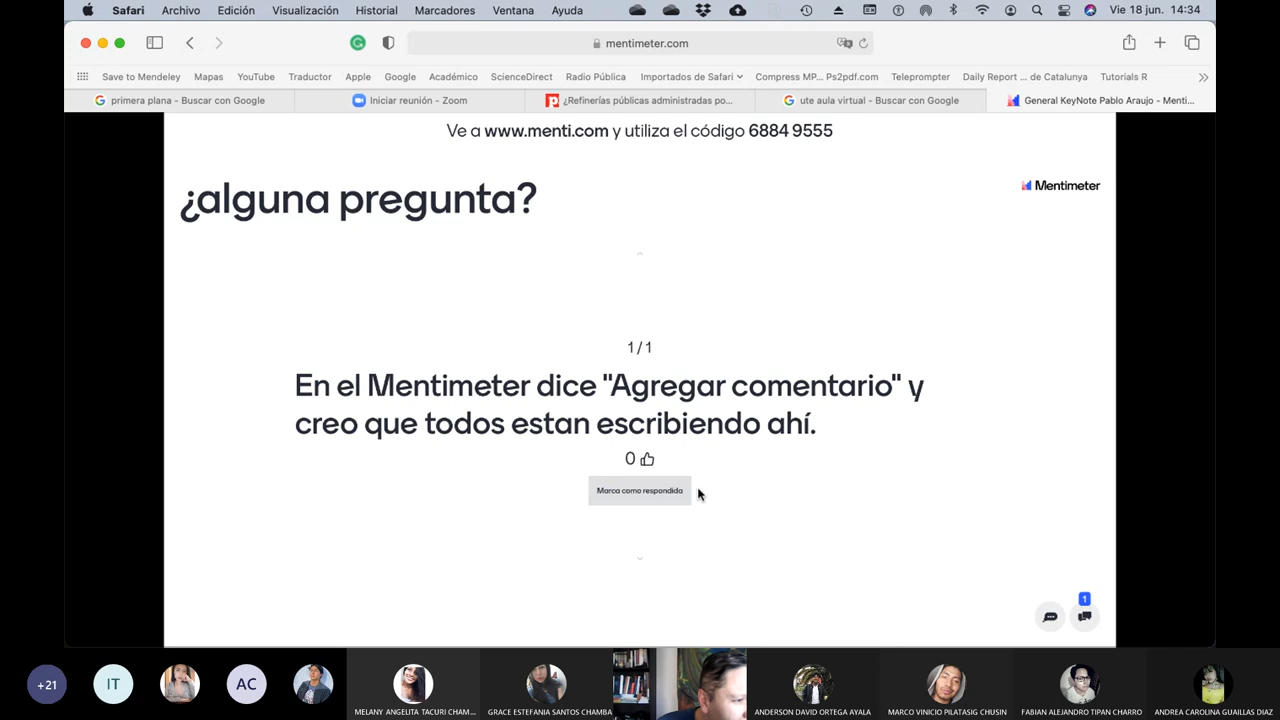 Safari Archivo Edición Visualización Historial Marcadores Ventana Ayuda Vie 18 jun. 14:34
mentimeter.com
Save to Mendeley Mapas YouTube Traductor Apple Google Académico ScienceDirect Radio Pública Importados de Safari Compress MP... Ps2pdf.com Teleprompter Daily Report ... de Catalunya Tutorials R
primera plana - Buscar con Google Iniciar reunión - Zoom ¿Refinerías públicas administradas po... ute aula virtual - Buscar con Google General KeyNote Pablo Araujo - Menti...
Ve a www.menti.com y utiliza el código 6884 9555
¿alguna pregunta?
Mentimeter
1 / 1
En el Mentimeter dice "Agregar comentario" y
creo que todos estan escribiendo ahí.
0
Marca como respondida
1
+21 IT AC
MELANY ANGELITA TACURI CHAM... GRACE ESTEFANIA SANTOS CHAMBA ANDERSON DAVID ORTEGA AYALA MARCO VINICIO PILATASIG CHUSIN FABIAN ALEJANDRO TIPAN CHARRO ANDREA CAROLINA GUAILLAS DIAZ